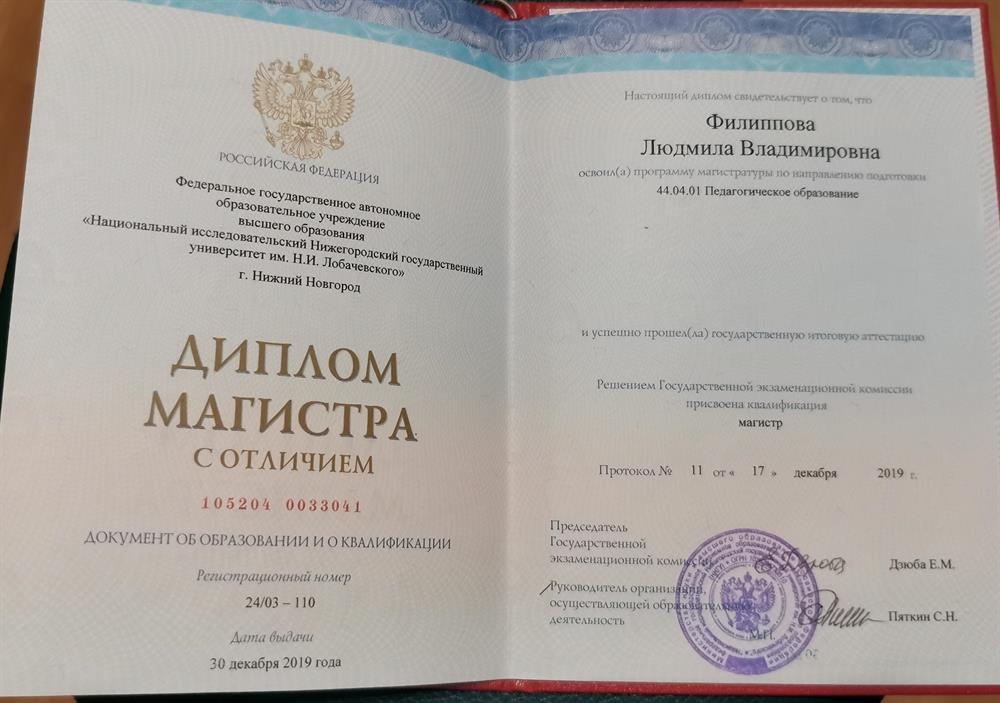 РОССИЙСКАЯ ФЕДЕРАЦИЯ
Федеральное государственное автономное
образовательное учреждение
высшего образования
«Национальный исследовательский Нижегородский государственный
университет им. Н.И. Лобачевского»
г. Нижний Новгород
ДИПЛОМ
МАГИСТРА
С ОТЛИЧИЕМ
105204 0033041
ДОКУМЕНТ ОБ ОБРАЗОВАНИИ И О КВАЛИФИКАЦИИ
Регистрационный номер
24/03 – 110
Дата выдачи
30 декабря 2019 года
Настоящий диплом свидетельствует о том, что
Филиппова
Людмила Владимировна
освоил(а) программу магистратуры по направлению подготовки
44.04.01 Педагогическое образование
и успешно прошел(ла) государственную итоговую аттестацию
Решением Государственной экзаменационной комиссии
присвоена квалификация
магистр
Протокол № 11 от « 17 » декабря 2019 г.
Председатель
Государственной
экзаменационной комиссии
Дзюба Е.М.
Руководитель организации,
осуществляющей образовательную
деятельность
Пяткин С.Н.
М.П.